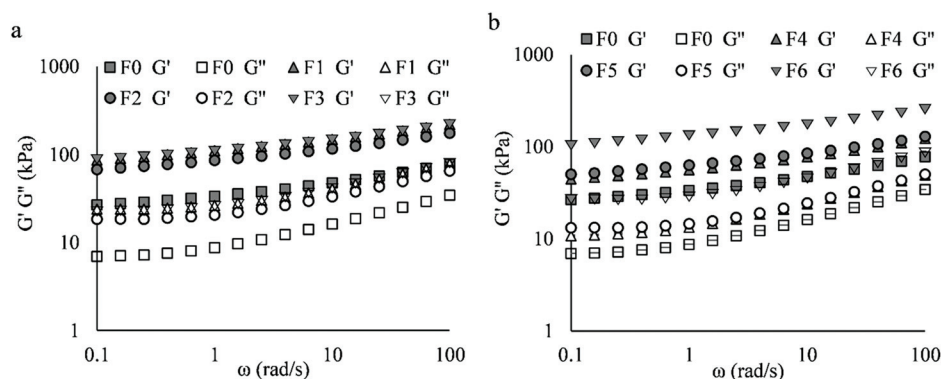 a
F0 G' F0 G" F1 G' F1 G"
F2 G' F2 G" F3 G' F3 G"
G' G" (kPa)
1000
100
10
1
0.1 1 10 100
ω (rad/s)
b
F0 G' F0 G" F4 G' F4 G"
F5 G' F5 G" F6 G' F6 G"
G' G" (kPa)
1000
100
10
1
0.1 1 10 100
ω (rad/s)